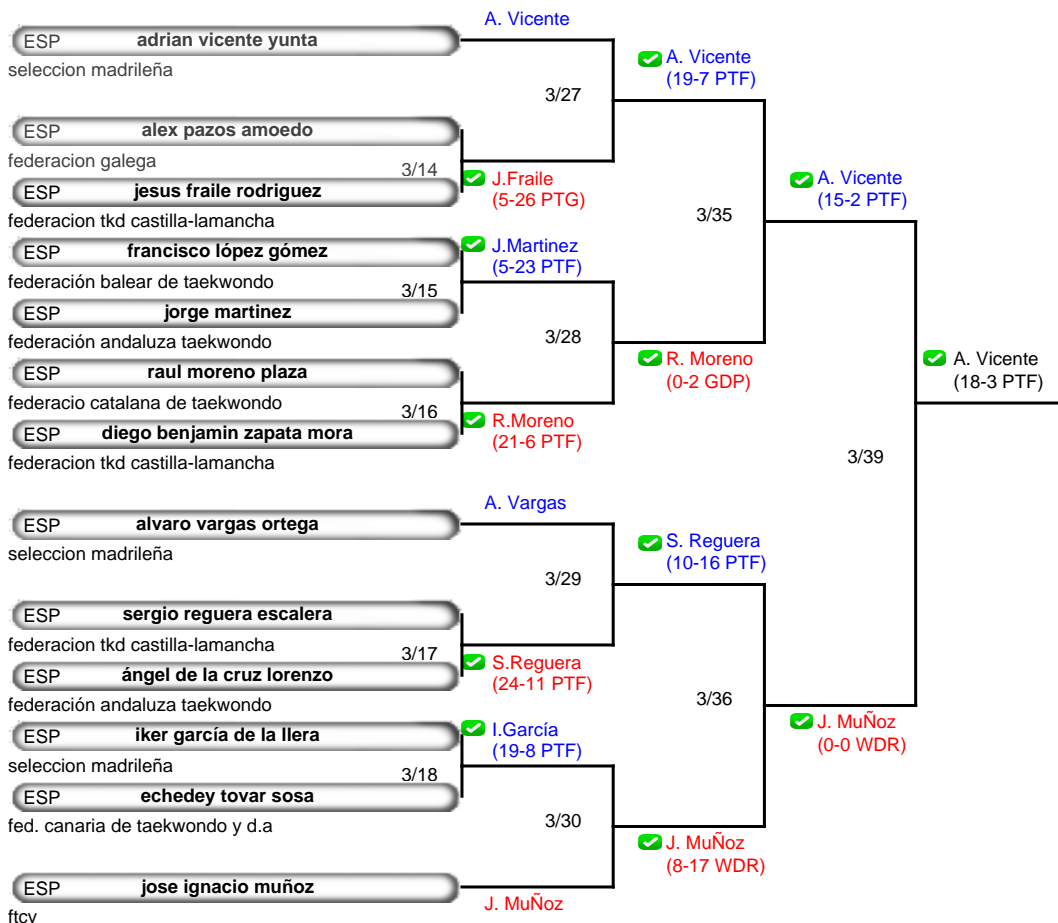 A. Vicente
ESP adrian vicente yunta
seleccion madrileña
A. Vicente
(19-7 PTF)
3/27
ESP alex pazos amoedo
federacion galega
3/14
ESP jesus fraile rodriguez
federacion tkd castilla-lamancha
J.Fraile
(5-26 PTG)
A. Vicente
(15-2 PTF)
3/35
ESP francisco lópez gómez
federación balear de taekwondo
J.Martinez
(5-23 PTF)
3/15
ESP jorge martinez
federación andaluza taekwondo
3/28
ESP raul moreno plaza
federacio catalana de taekwondo
R. Moreno
(0-2 GDP)
A. Vicente
(18-3 PTF)
3/16
ESP diego benjamin zapata mora
federacion tkd castilla-lamancha
R.Moreno
(21-6 PTF)
3/39
A. Vargas
ESP alvaro vargas ortega
seleccion madrileña
S. Reguera
(10-16 PTF)
3/29
ESP sergio reguera escalera
federacion tkd castilla-lamancha
3/17
ESP ángel de la cruz lorenzo
federación andaluza taekwondo
S.Reguera
(24-11 PTF)
3/36
ESP iker garcía de la llera
seleccion madrileña
I.García
(19-8 PTF)
J. MuÑoz
(0-0 WDR)
3/18
ESP echedey tovar sosa
fed. canaria de taekwondo y d.a
3/30
J. MuÑoz
(8-17 WDR)
ESP jose ignacio muñoz
ftcv
J. MuÑoz